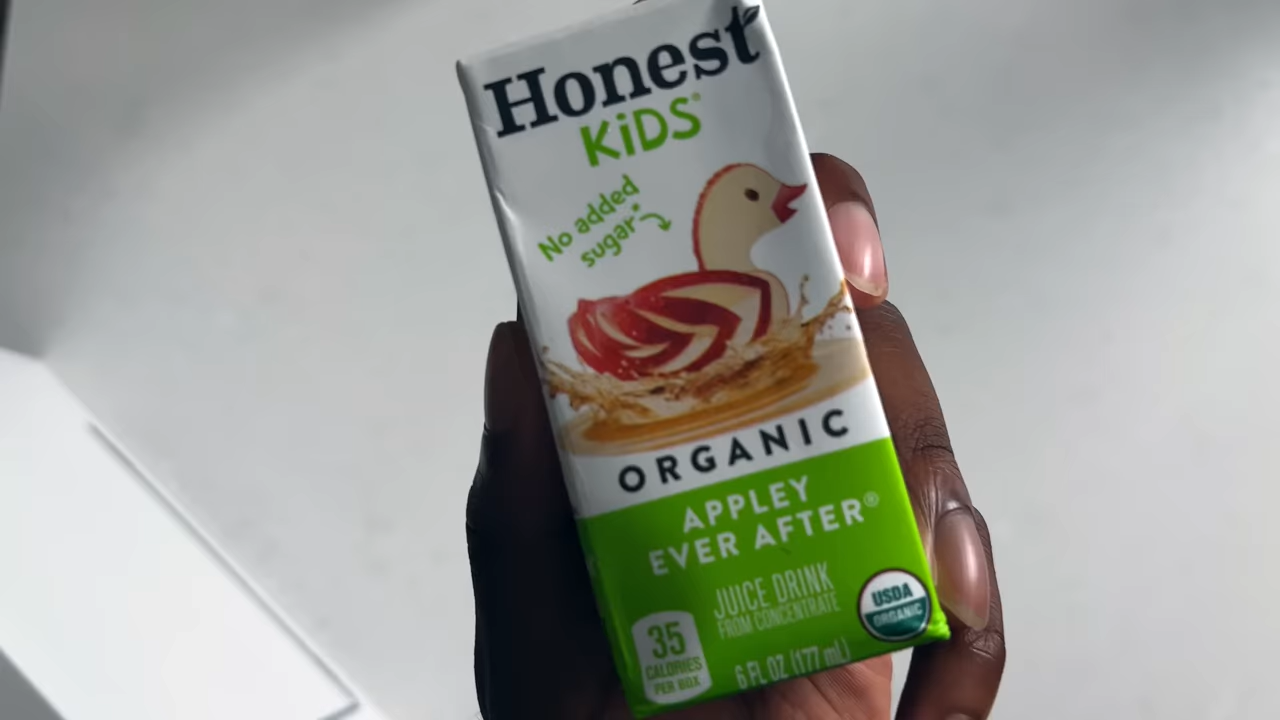 Honest
KiDS®
No added
sugar*
ORGANIC
APPLEY
EVER AFTER®
JUICE DRINK
FROM CONCENTRATE
USDA
ORGANIC
35
CALORIES
PER BOX
6 FL OZ (177 mL)